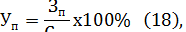 Уп = Зп х100% (18),